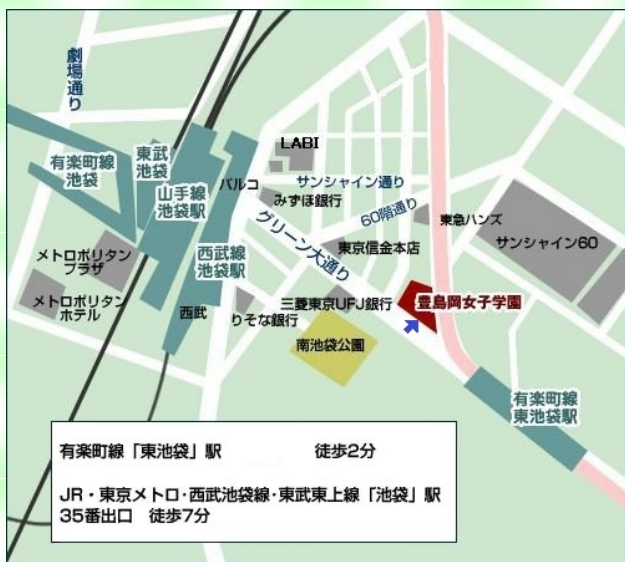 劇場通り
有楽町線
池袋
東武
池袋
山手線
池袋駅
パルコ
LABI
サンシャイン通り
みずほ銀行
60階通り
東急ハンズ
サンシャイン60
グリーン大通り
東京信金本店
西武線
池袋駅
メトロポリタン
プラザ
メトロポリタン
ホテル
西武
りそな銀行
三菱東京UFJ銀行
豊島岡女子学園
南池袋公園
有楽町線
東池袋駅
有楽町線「東池袋」駅 徒歩2分
JR・東京メトロ・西武池袋線・東武東上線「池袋」駅
35番出口 徒歩7分